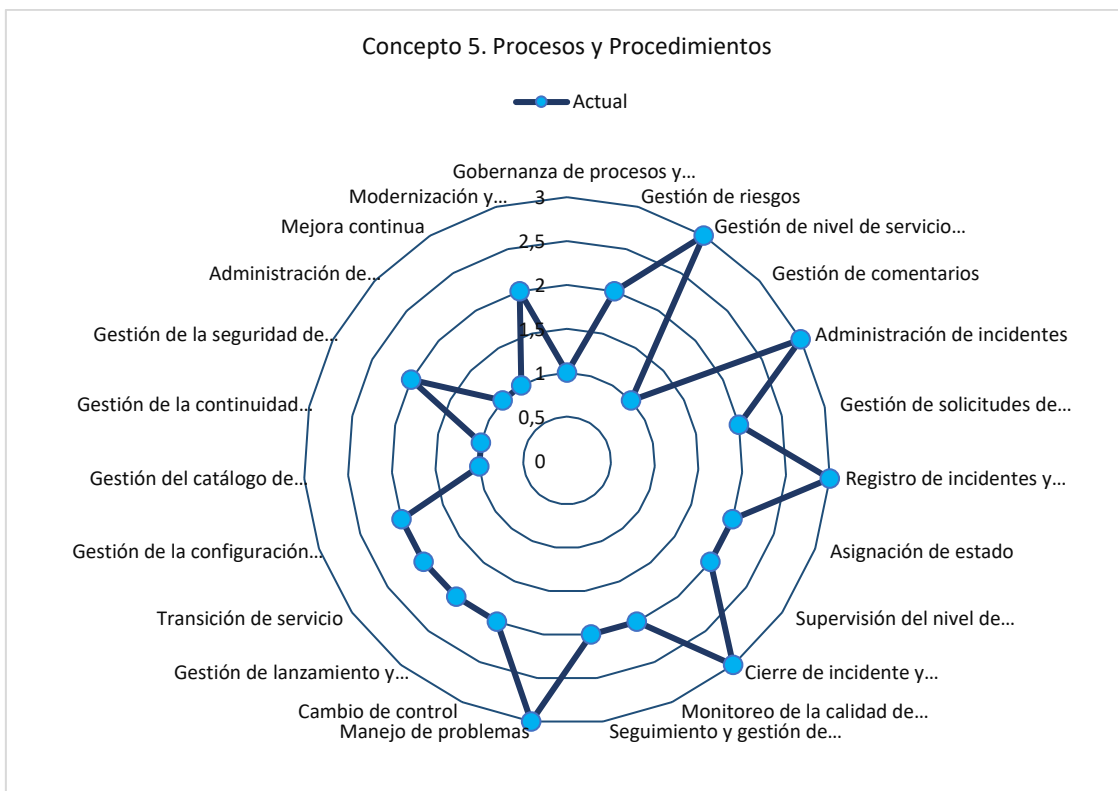 Concepto 5. Procesos y Procedimientos
Actual
Gobernanza de procesos y...
Gestión de riesgos
Gestión de nivel de servicio...
Gestión de comentarios
Administración de incidentes
Gestión de solicitudes de...
Registro de incidentes y...
Asignación de estado
Supervisión del nivel de...
Cierre de incidente y...
Monitoreo de la calidad de...
Seguimiento y gestión de...
Manejo de problemas
Cambio de control
Gestión de lanzamiento y...
Transición de servicio
Gestión de la configuración...
Gestión del catálogo de...
Gestión de la continuidad...
Gestión de la seguridad de...
Administración de...
Mejora continua
Modernización y...
3
2,5
2
1,5
1
0,5
0